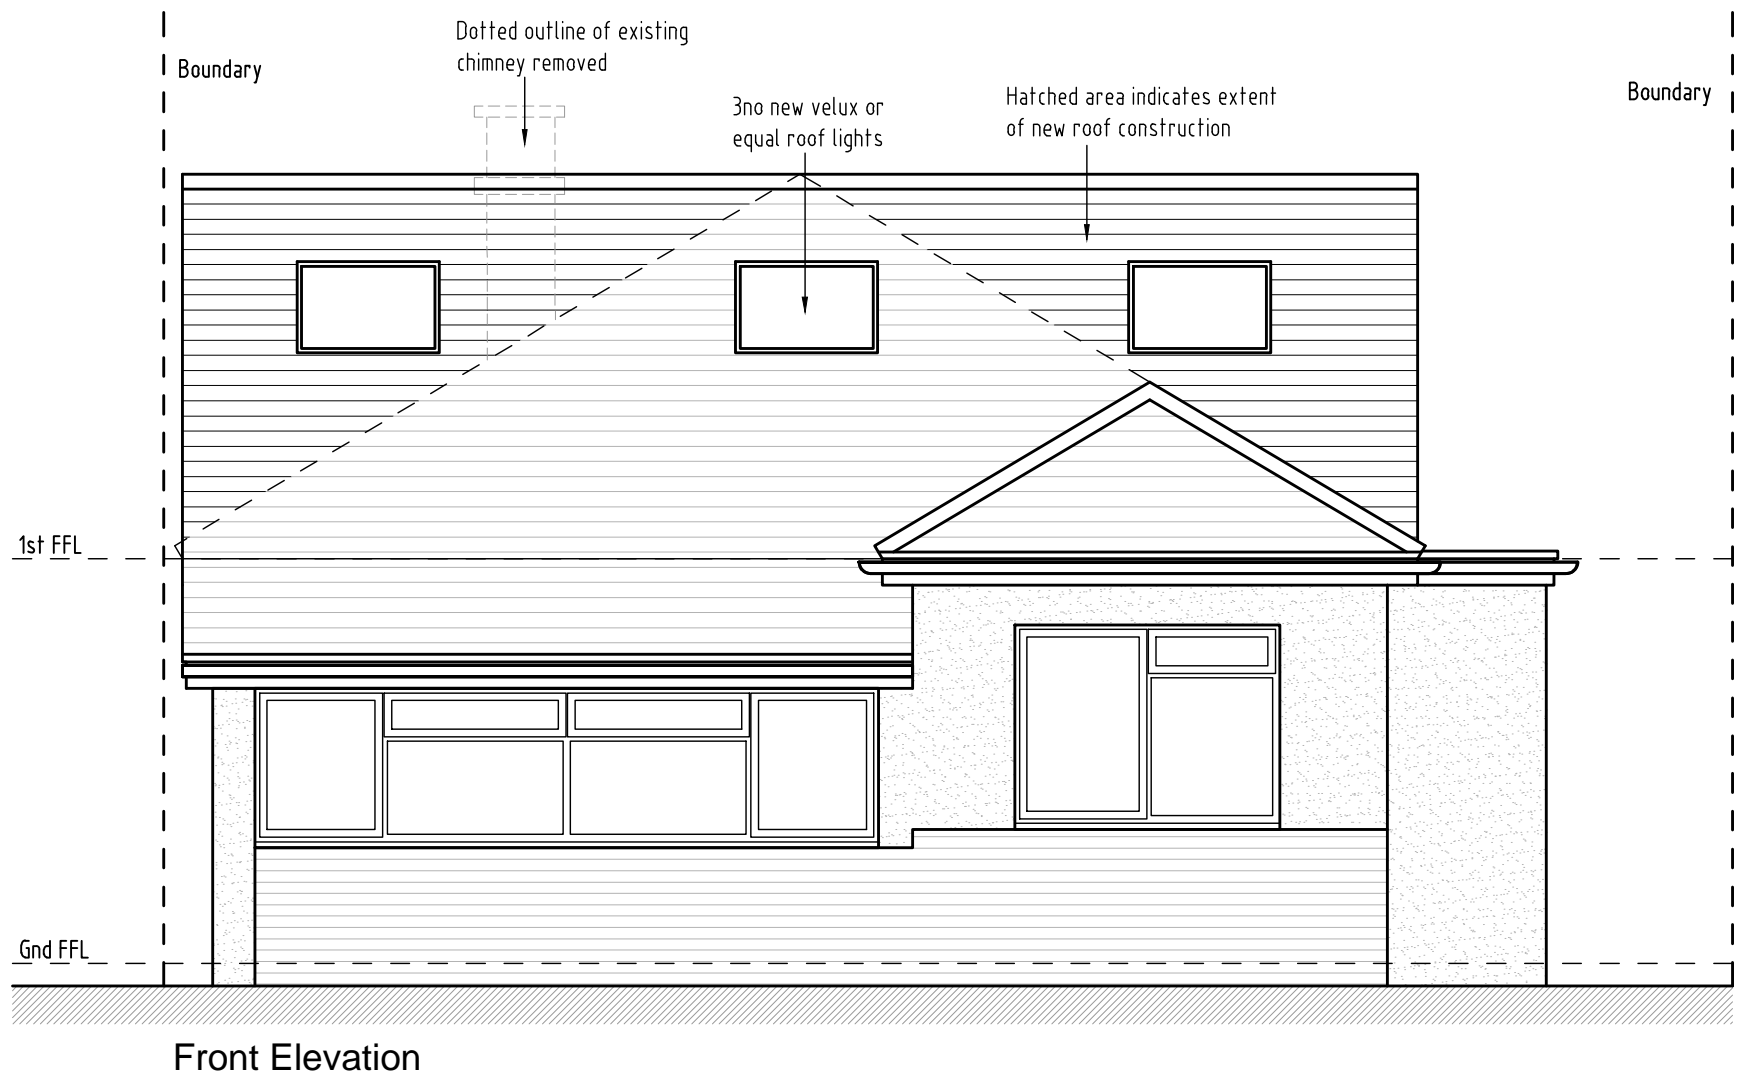 Dotted outline of existing
chimney removed
Boundary
3no new velux or
equal roof lights
Hatched area indicates extent
of new roof construction
Boundary
1st FFL
Gnd FFL
Front Elevation